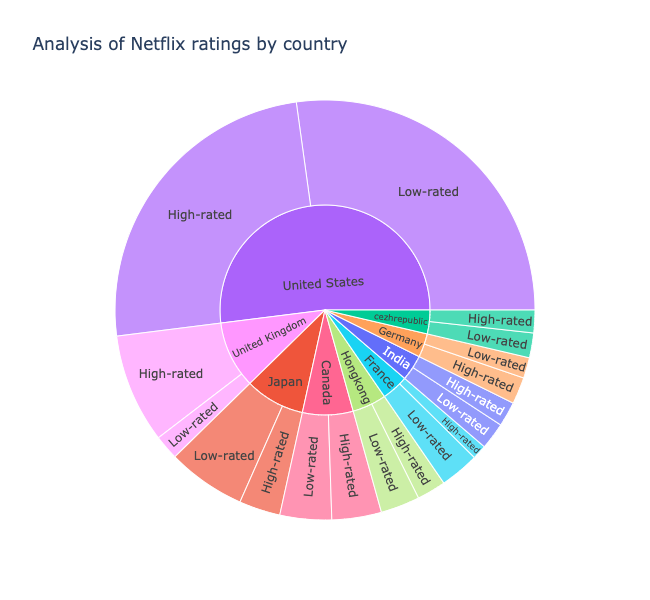 Analysis of Netflix ratings by country
Low-rated
High-rated
United States
High-rated
Low-rated
United Kingdom
Low-rated
High-rated
Japan
Low-rated
High-rated
Canada
Low-rated
High-rated
Hongkong
Low-rated
High-rated
France
High-rated
Low-rated
India
Low-rated
High-rated
Germany
High-rated
Low-rated
cezhrepublic